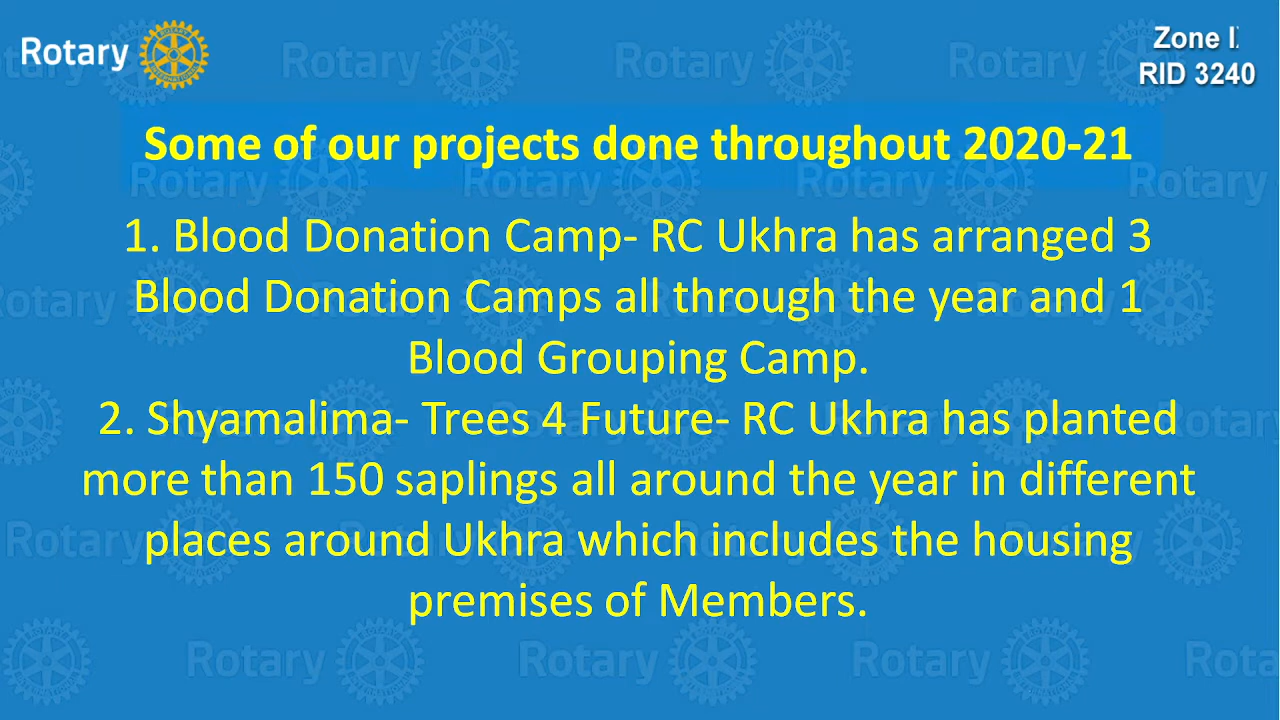 Rotary
Zone
RID 3240
Some of our projects done throughout 2020-21
1. Blood Donation Camp- RC Ukhra has arranged 3
Blood Donation Camps all through the year and 1
Blood Grouping Camp.
2. Shyamalima- Trees 4 Future- RC Ukhra has planted
more than 150 saplings all around the year in different
places around Ukhra which includes the housing
premises of Members.